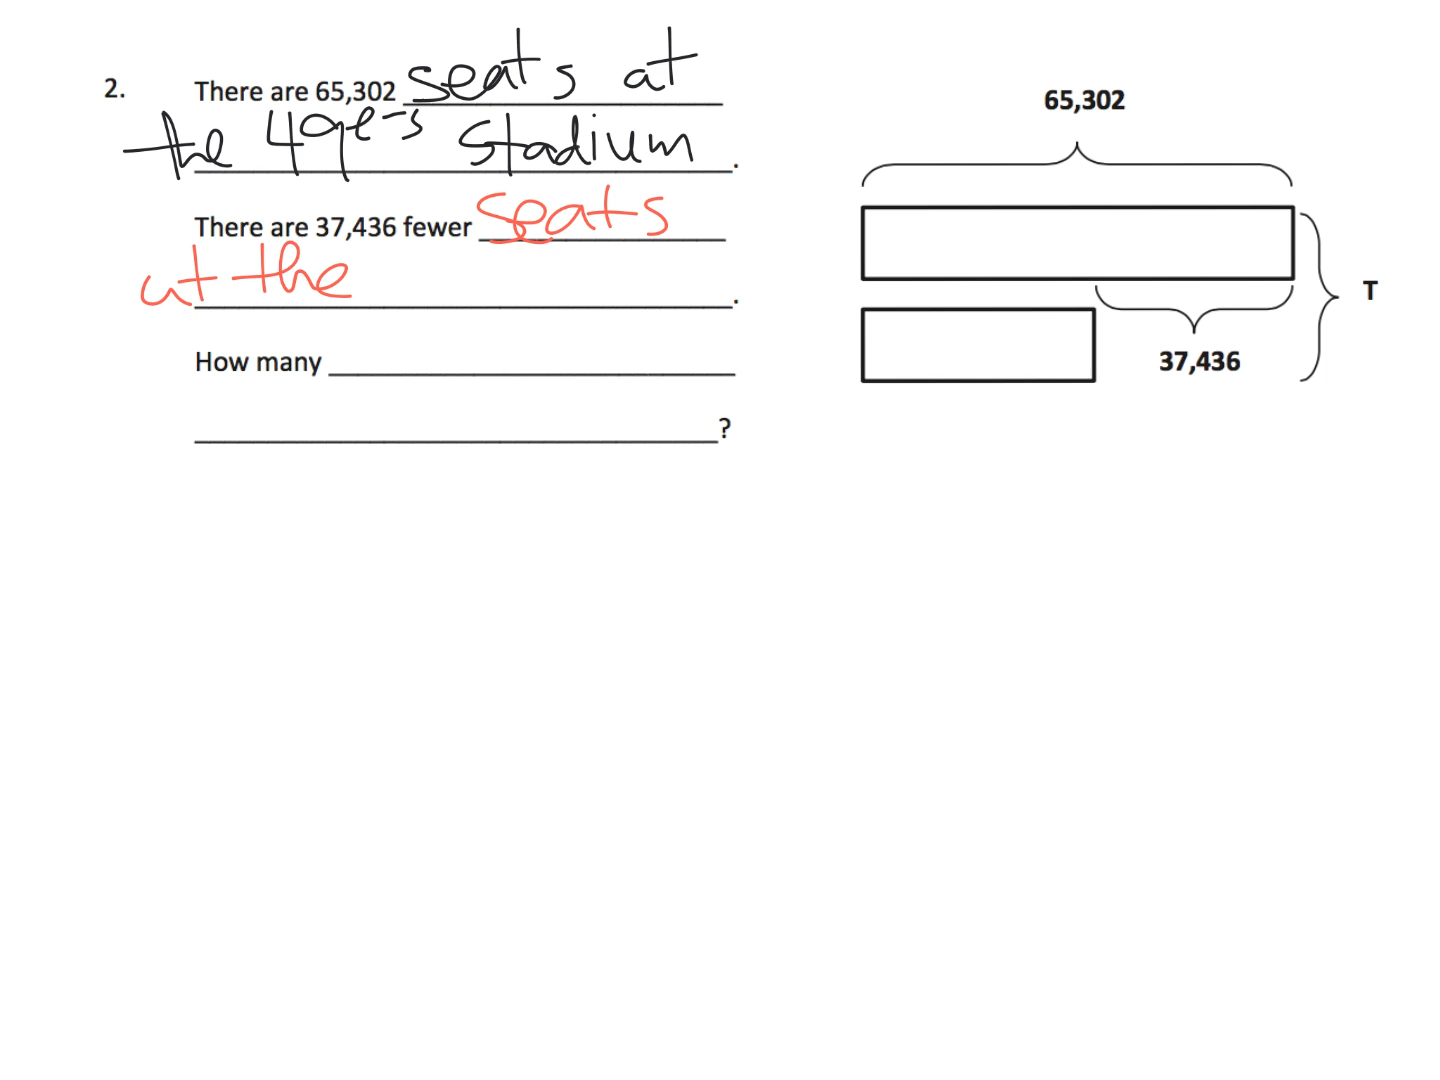 2. There are 65,302 seats at
the 49ers stadium.
There are 37,436 fewer seats
at the.
How many
?
65,302
T
37,436